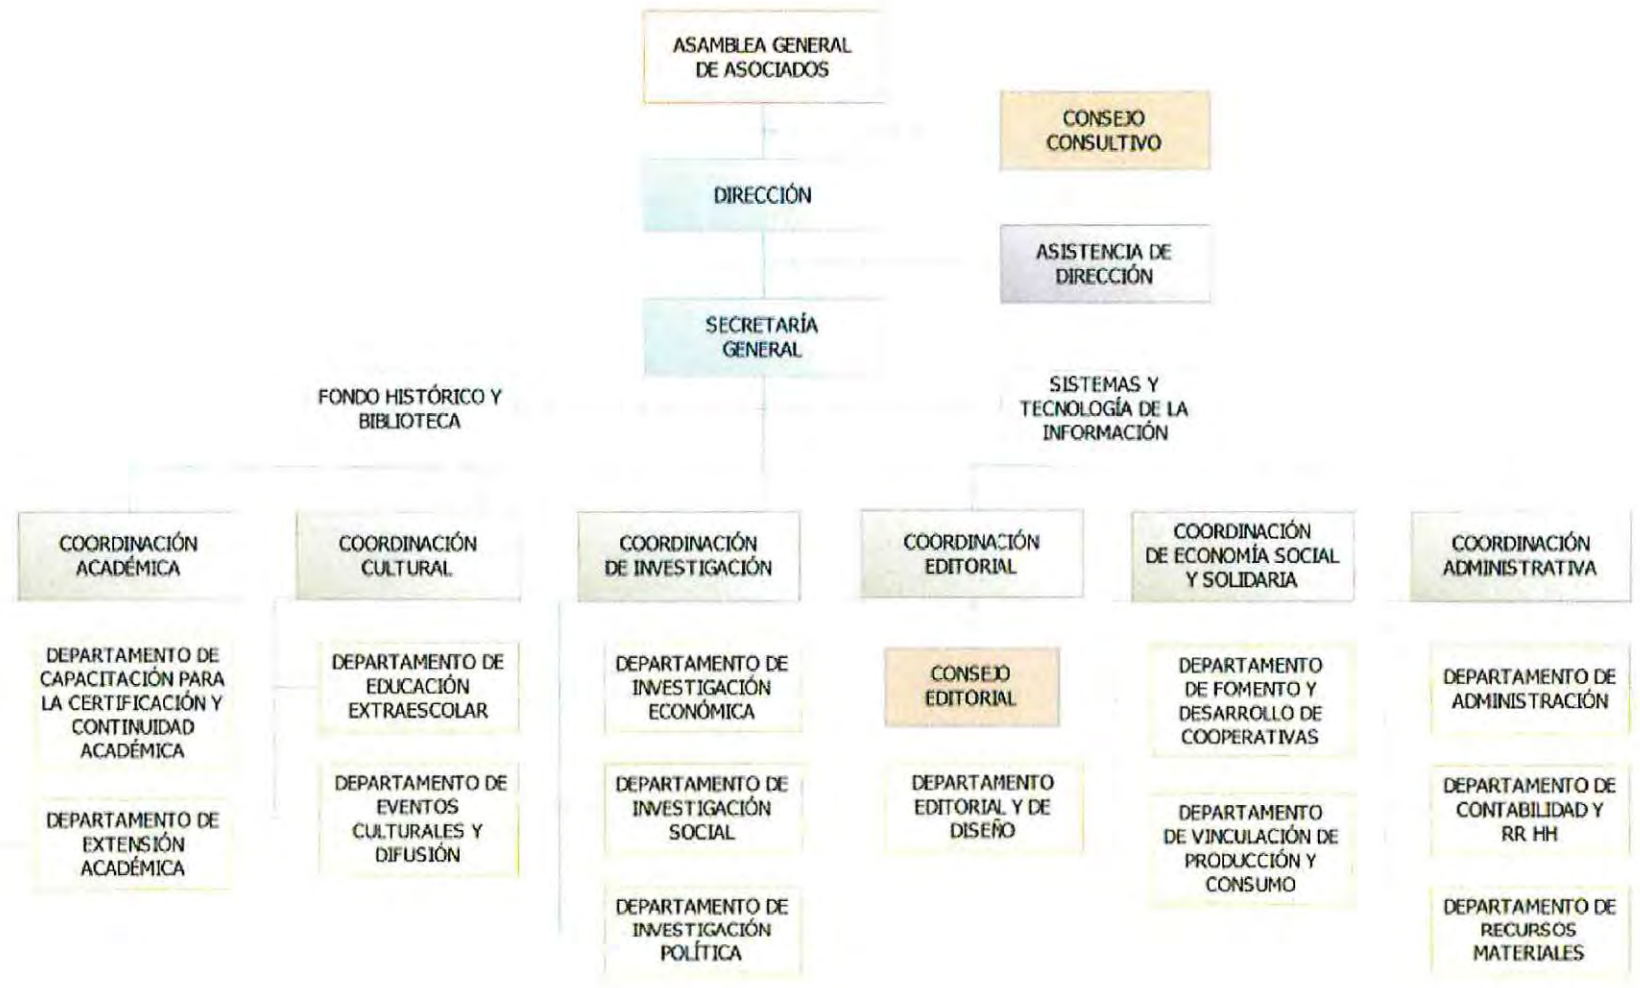 ASAMBLEA GENERAL
DE ASOCIADOS
CONSEJO
CONSULTIVO
DIRECCIÓN
ASISTENCIA DE
DIRECCIÓN
SECRETARÍA
GENERAL
FONDO HISTÓRICO Y
BIBLIOTECA
SISTEMAS Y
TECNOLOGÍA DE LA
INFORMACIÓN
COORDINACIÓN
ACADÉMICA
COORDINACIÓN
CULTURAL
COORDINACIÓN
DE INVESTIGACIÓN
COORDINACIÓN
EDITORIAL
COORDINACIÓN
DE ECONOMÍA SOCIAL
Y SOLIDARIA
COORDINACIÓN
ADMINISTRATIVA
DEPARTAMENTO DE
CAPACITACIÓN PARA
LA CERTIFICACIÓN Y
CONTINUIDAD
ACADÉMICA
DEPARTAMENTO DE
EXTENSIÓN
ACADÉMICA
DEPARTAMENTO DE
EDUCACIÓN
EXTRAESCOLAR
DEPARTAMENTO DE
EVENTOS
CULTURALES Y
DIFUSIÓN
DEPARTAMENTO DE
INVESTIGACIÓN
ECONÓMICA
DEPARTAMENTO DE
INVESTIGACIÓN
SOCIAL
DEPARTAMENTO DE
INVESTIGACIÓN
POLÍTICA
CONSEJO
EDITORIAL
DEPARTAMENTO
EDITORIAL Y DE
DISEÑO
DEPARTAMENTO
DE FOMENTO Y
DESARROLLO DE
COOPERATIVAS
DEPARTAMENTO
DE VINCULACIÓN DE
PRODUCCIÓN Y
CONSUMO
DEPARTAMENTO DE
ADMINISTRACIÓN
DEPARTAMENTO DE
CONTABILIDAD Y
RR HH
DEPARTAMENTO DE
RECURSOS
MATERIALES